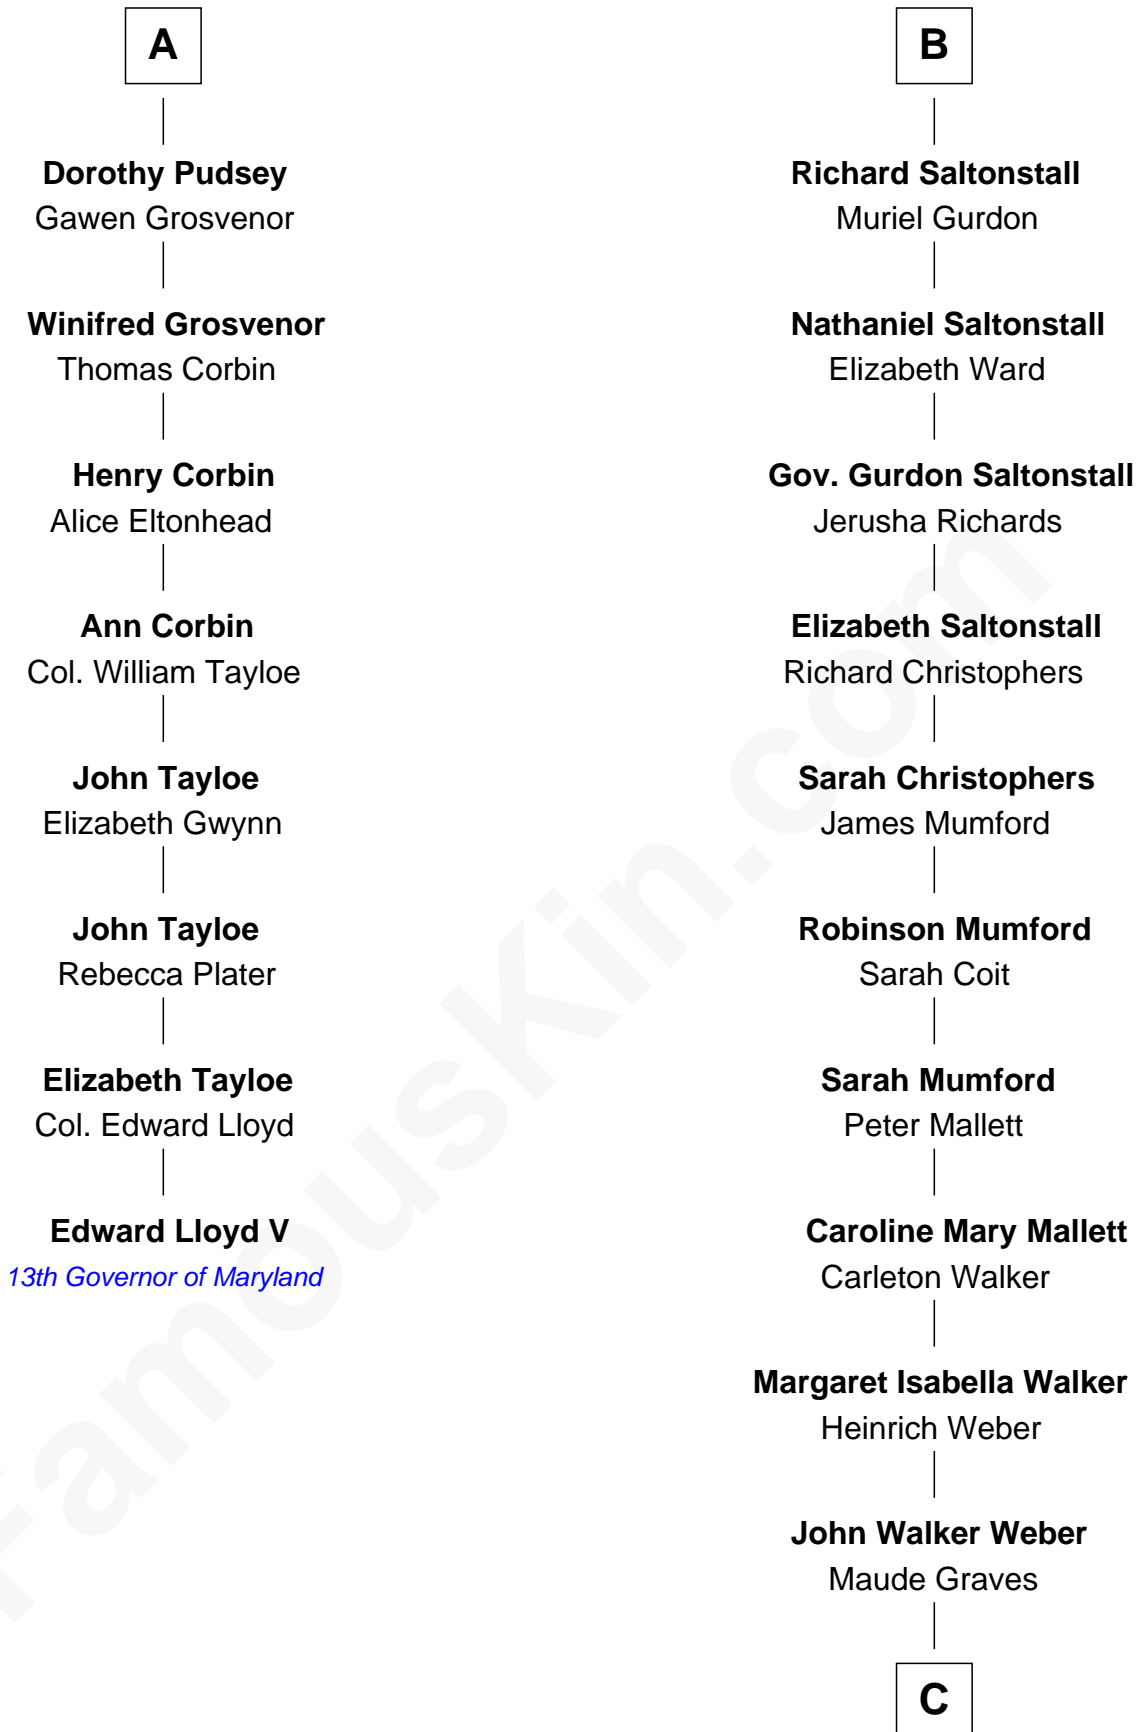 A
Dorothy Pudsey
Gawen Grosvenor
Winifred Grosvenor
Thomas Corbin
Henry Corbin
Alice Eltonhead
Ann Corbin
Col. William Tayloe
John Tayloe
Elizabeth Gwynn
John Tayloe
Rebecca Plater
Elizabeth Tayloe
Col. Edward Lloyd
Edward Lloyd V
13th Governor of Maryland
B
Richard Saltonstall
Muriel Gurdon
Nathaniel Saltonstall
Elizabeth Ward
Gov. Gurdon Saltonstall
Jerusha Richards
Elizabeth Saltonstall
Richard Christophers
Sarah Christophers
James Mumford
Robinson Mumford
Sarah Coit
Sarah Mumford
Peter Mallett
Caroline Mary Mallett
Carleton Walker
Margaret Isabella Walker
Heinrich Weber
John Walker Weber
Maude Graves
C
FamousKin.com